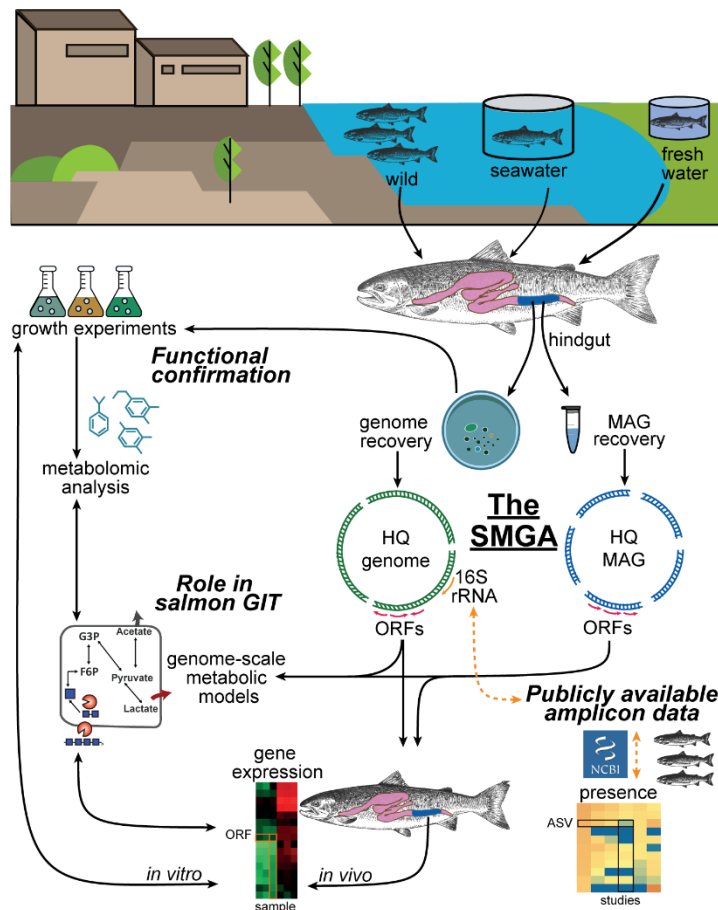 wild
seawater
fresh
water
growth experiments
hindgut
Functional
confirmation
genome
recovery
MAG
recovery
metabolomic
analysis
The
SMGA
HQ
genome
HQ
MAG
16S
rRNA
ORFs
ORFs
Role in
salmon GIT
Acetate
G3P
F6P
Pyruvate
Lactate
genome-scale
metabolic
models
Publicly available
amplicon data
NCBI
gene
expression
presence
ORF
ASV
in vitro
in vivo
sample
studies